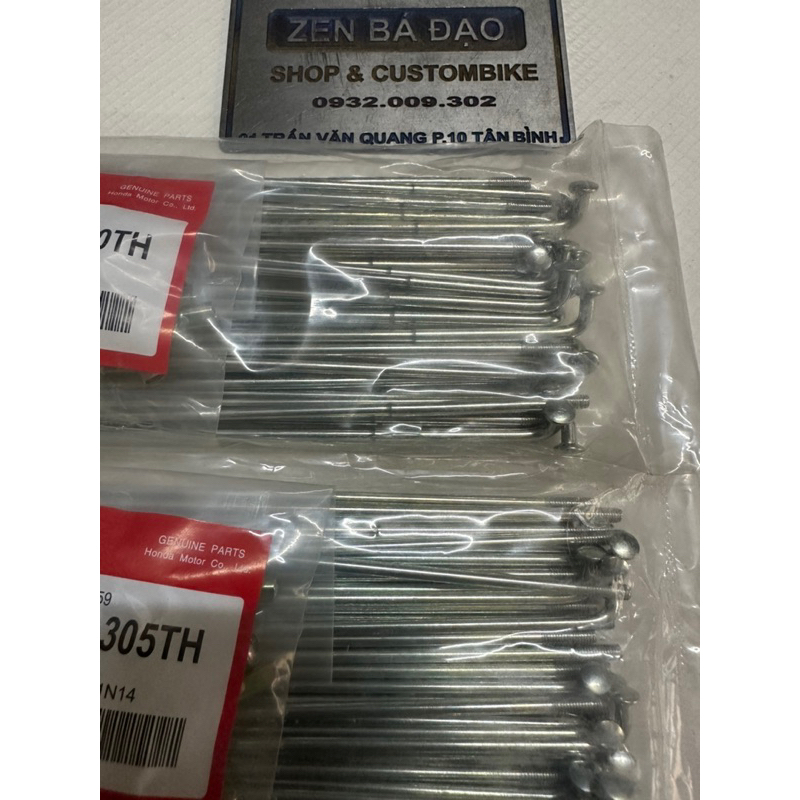 ZEN BÁ ĐẠO
SHOP & CUSTOMBIKE
0932.009.302
TRẦN VĂN QUANG P.10 TÂN BÌNH
GENUINE PARTS
Honda Motor Co., Ltd.
0TH
GENUINE PARTS
Honda Motor Co.
59
305TH
1N14